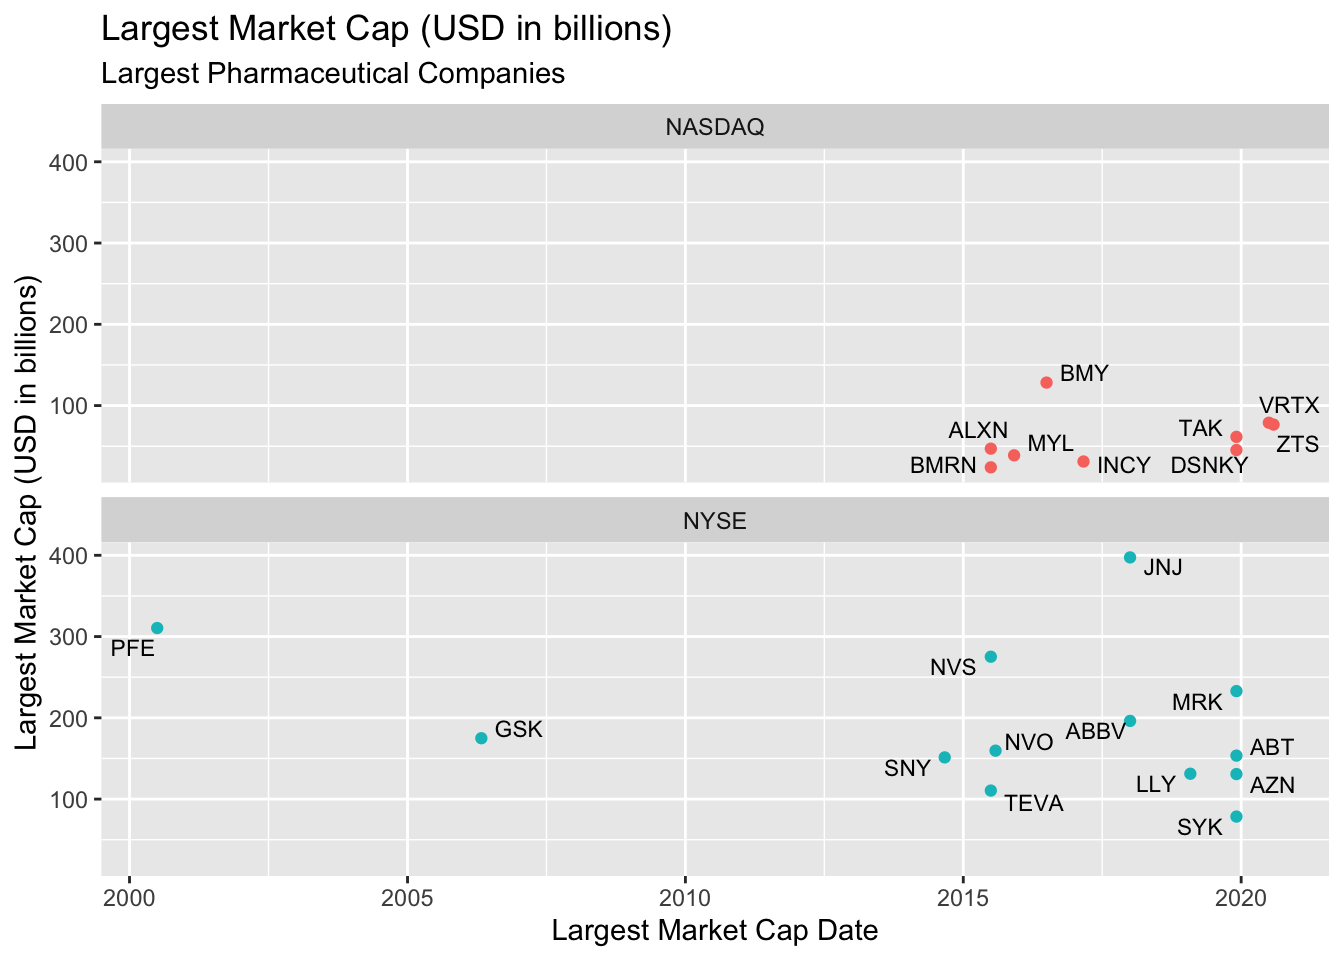 Largest Market Cap (USD in billions)
Largest Pharmaceutical Companies
NASDAQ
400
300
200
100
BMY
VRTX
ALXN
TAK
MYL
ZTS
BMRN
INCY
DSNKY
Largest Market Cap (USD in billions)
NYSE
400
300
200
100
JNJ
PFE
NVS
MRK
GSK
ABBV
NVO
ABT
SNY
LLY
AZN
TEVA
SYK
2000
2005
2010
2015
2020
Largest Market Cap Date